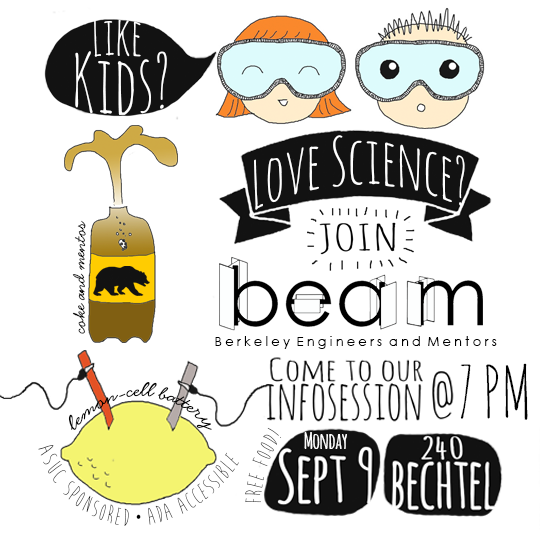 LIKE
KIDS?
LOVE SCIENCE?
JOIN
beam
Berkeley Engineers and Mentors
coke and mentos
COME TO OUR
INFOSESSION @ 7 PM
MONDAY
SEPT 9
240
BECHTEL
lemon-cell battery
ASUC SPONSORED • ADA ACCESSIBLE
FREE FOOD!